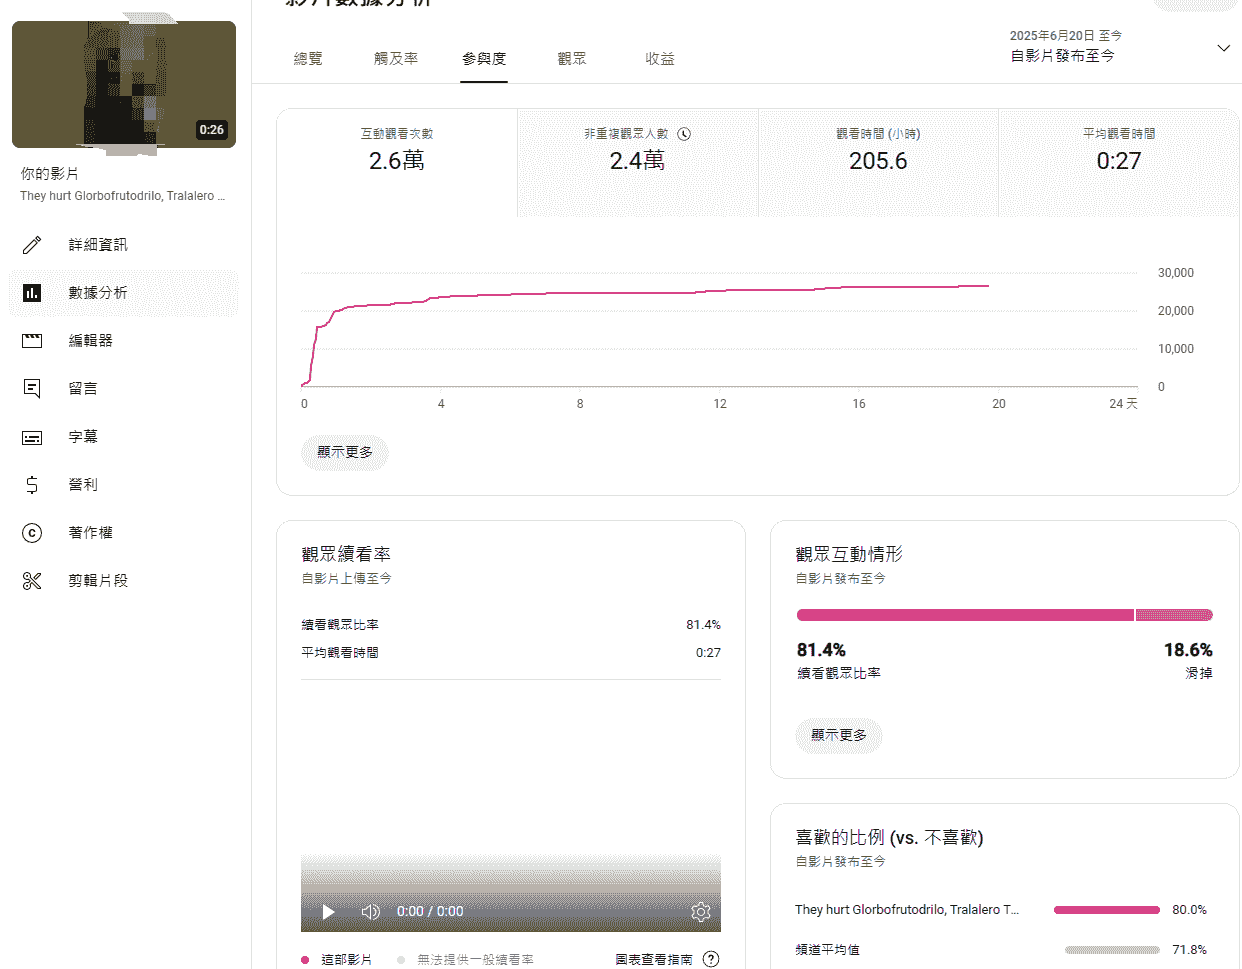 影片數據分析
0:26
你的影片
They hurt Glorbofrutodrilo, Tralalero ...
詳細資訊
數據分析
編輯器
留言
字幕
營利
著作權
剪輯片段
總覽 觸及率 參與度 觀眾 收益
2025年6月20日 至今
自影片發布至今
互動觀看次數
2.6萬
非重複觀眾人數
2.4萬
觀看時間 (小時)
205.6
平均觀看時間
0:27
30,000
20,000
10,000
0
0 4 8 12 16 20 24 天
顯示更多
觀眾續看率
自影片上傳至今
續看觀眾比率 81.4%
平均觀看時間 0:27
0:00 / 0:00
這部影片 無法提供一般續看率 圖表查看指南
觀眾互動情形
自影片發布至今
81.4% 18.6%
續看觀眾比率 滑掉
顯示更多
喜歡的比例 (vs. 不喜歡)
自影片發布至今
They hurt Glorbofrutodrilo, Tralalero T... 80.0%
頻道平均值 71.8%